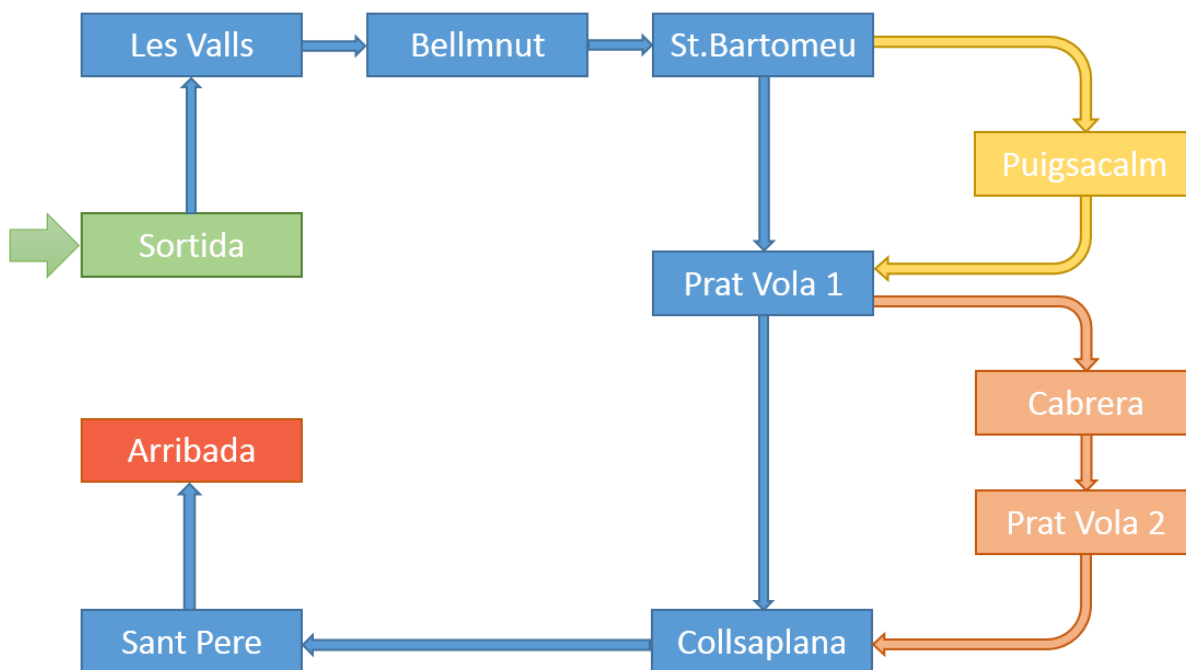 Les Valls
Bellmnut
St.Bartomeu
Puigsacalm
Sortida
Prat Vola 1
Cabrera
Arribada
Prat Vola 2
Sant Pere
Collsaplana